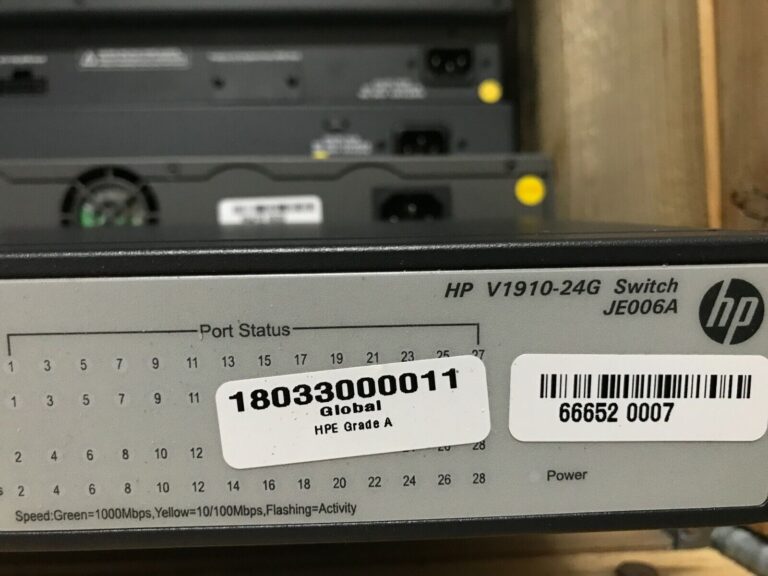 HP V1910-24G Switch
JE006A
hp
Port Status
1 3 5 7 9 11 13 15 17 19 21 23 25 27
1 3 5 7 9 11
18033000011
Global
HPE Grade A
66652 0007
2 4 6 8 10 12 28
2 4 6 8 10 12 14 16 18 20 22 24 26 28
Power
Speed:Green=1000Mbps,Yellow=10/100Mbps,Flashing=Activity